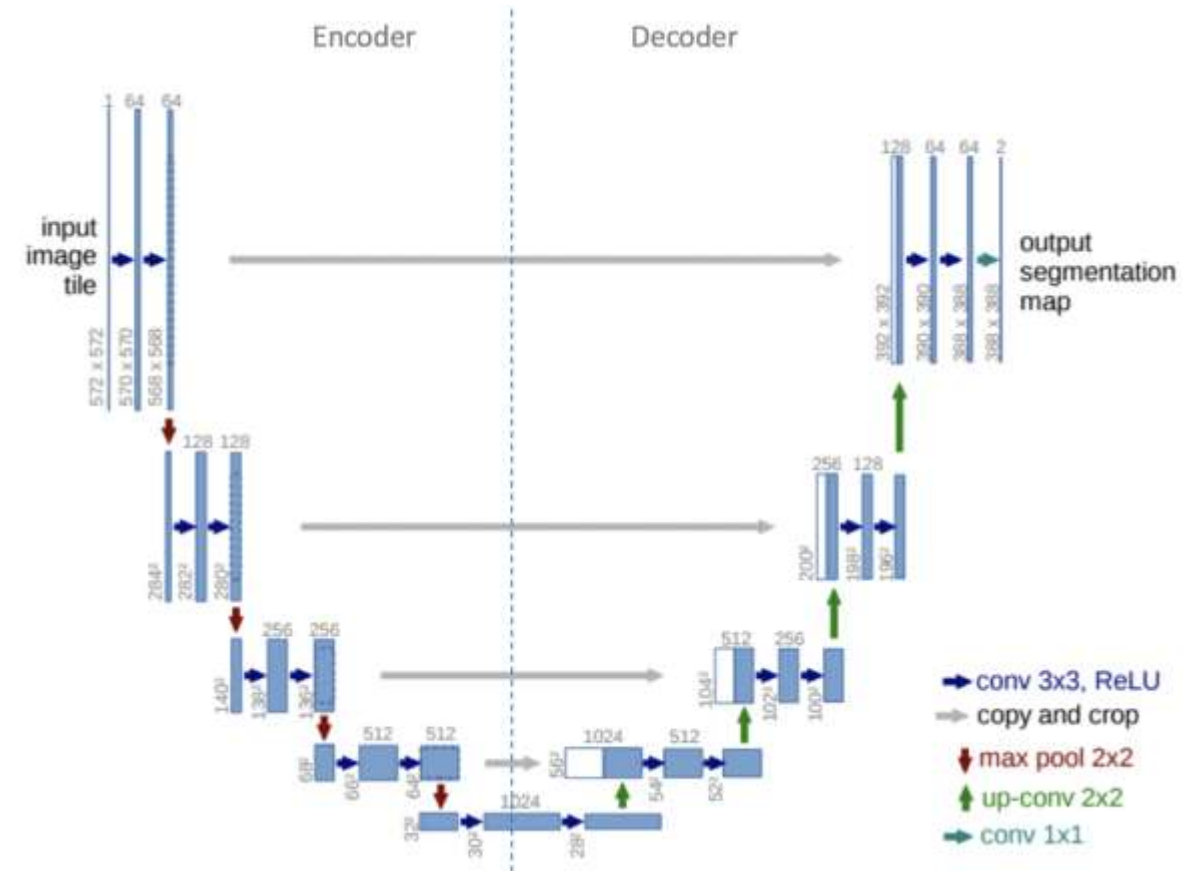 Encoder
Decoder
1 64 64
128 64 64 2
input
image
tile
output
segmentation
map
572 x 572
570 x 570
568 x 568
392 x 392
390 x 390
388 x 388
388 x 388
128 128
256 128
284²
282²
280²
200²
198²
196²
256 256
512 256
140²
138²
136²
104²
102²
100²
512 512
1024 512
68²
66²
64²
56²
54²
52²
1024
32²
30²
28²
conv 3x3, ReLU
copy and crop
max pool 2x2
up-conv 2x2
conv 1x1